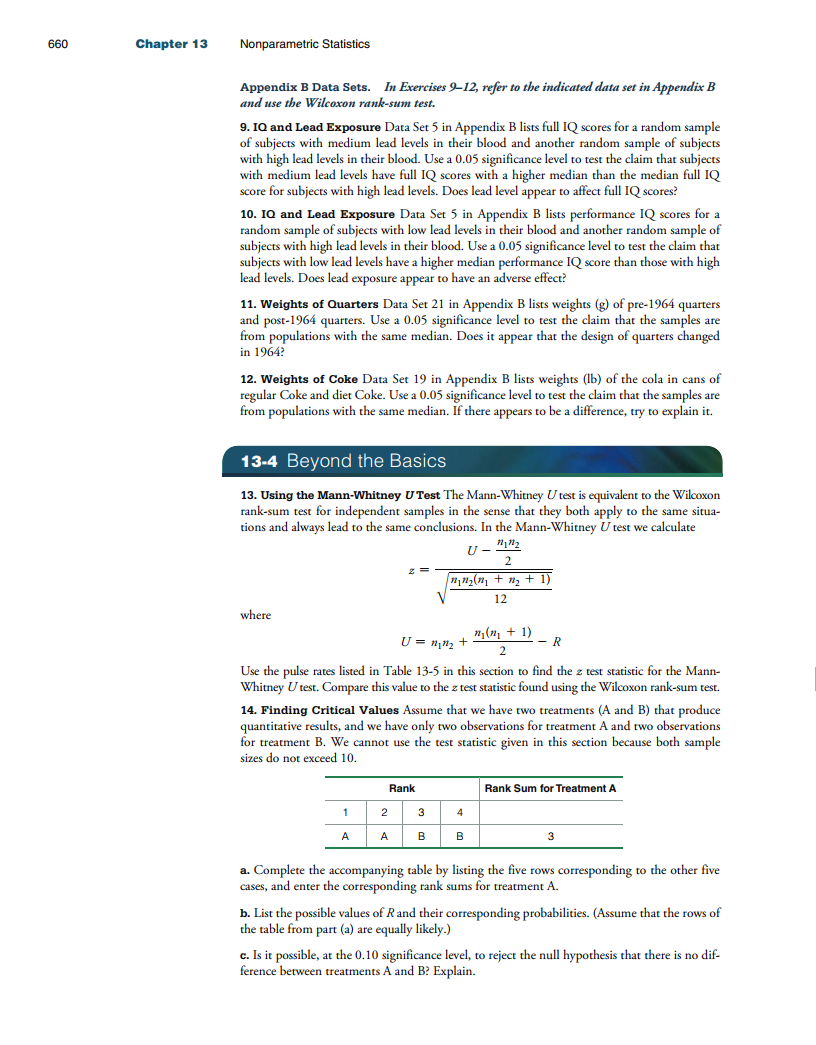 660 Chapter 13 Nonparametric Statistics
Appendix B Data Sets. In Exercises 9–12, refer to the indicated data set in Appendix B
and use the Wilcoxon rank-sum test.
9. IQ and Lead Exposure Data Set 5 in Appendix B lists full IQ scores for a random sample
of subjects with medium lead levels in their blood and another random sample of subjects
with high lead levels in their blood. Use a 0.05 significance level to test the claim that subjects
with medium lead levels have full IQ scores with a higher median than the median full IQ
score for subjects with high lead levels. Does lead level appear to affect full IQ scores?
10. IQ and Lead Exposure Data Set 5 in Appendix B lists performance IQ scores for a
random sample of subjects with low lead levels in their blood and another random sample of
subjects with high lead levels in their blood. Use a 0.05 significance level to test the claim that
subjects with low lead levels have a higher median performance IQ score than those with high
lead levels. Does lead exposure appear to have an adverse effect?
11. Weights of Quarters Data Set 21 in Appendix B lists weights (g) of pre-1964 quarters
and post-1964 quarters. Use a 0.05 significance level to test the claim that the samples are
from populations with the same median. Does it appear that the design of quarters changed
in 1964?
12. Weights of Coke Data Set 19 in Appendix B lists weights (lb) of the cola in cans of
regular Coke and diet Coke. Use a 0.05 significance level to test the claim that the samples are
from populations with the same median. If there appears to be a difference, try to explain it.
13-4 Beyond the Basics
13. Using the Mann-Whitney U Test The Mann-Whitney U test is equivalent to the Wilcoxon
rank-sum test for independent samples in the sense that they both apply to the same situa-
tions and always lead to the same conclusions. In the Mann-Whitney U test we calculate
z = (U − n₁n₂/2) / √(n₁n₂(n₁ + n₂ + 1)/12)
where
U = n₁n₂ + n₁(n₁ + 1)/2 − R
Use the pulse rates listed in Table 13-5 in this section to find the z test statistic for the Mann-
Whitney U test. Compare this value to the z test statistic found using the Wilcoxon rank-sum test.
14. Finding Critical Values Assume that we have two treatments (A and B) that produce
quantitative results, and we have only two observations for treatment A and two observations
for treatment B. We cannot use the test statistic given in this section because both sample
sizes do not exceed 10.
Rank Rank Sum for Treatment A
1 2 3 4
A A B B 3
a. Complete the accompanying table by listing the five rows corresponding to the other five
cases, and enter the corresponding rank sums for treatment A.
b. List the possible values of R and their corresponding probabilities. (Assume that the rows of
the table from part (a) are equally likely.)
c. Is it possible, at the 0.10 significance level, to reject the null hypothesis that there is no dif-
ference between treatments A and B? Explain.